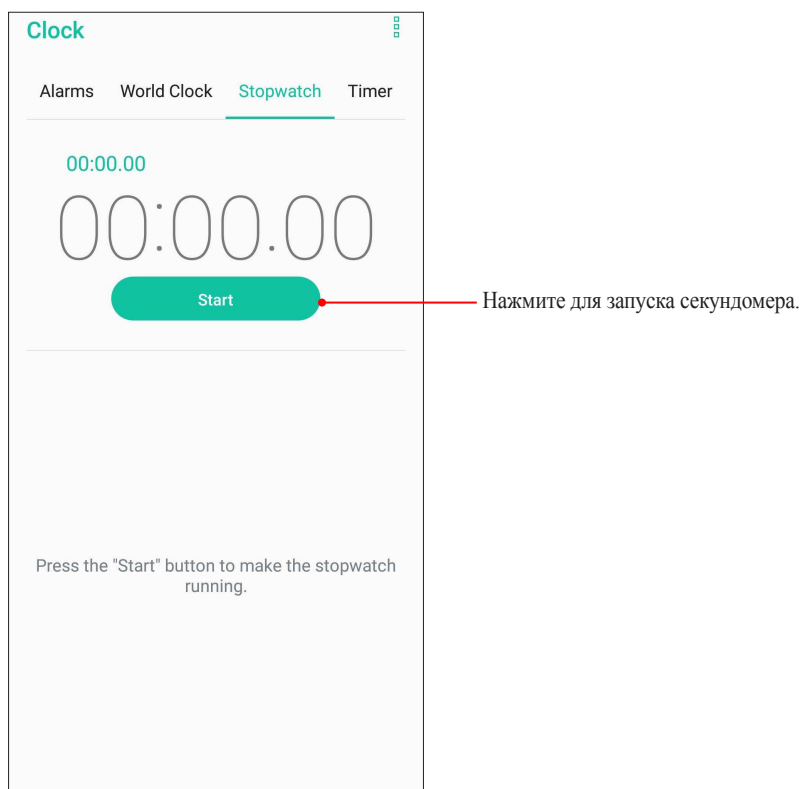 Clock
Alarms World Clock Stopwatch Timer
00:00.00
00:00.00
Start
Нажмите для запуска секундомера.
Press the "Start" button to make the stopwatch
running.